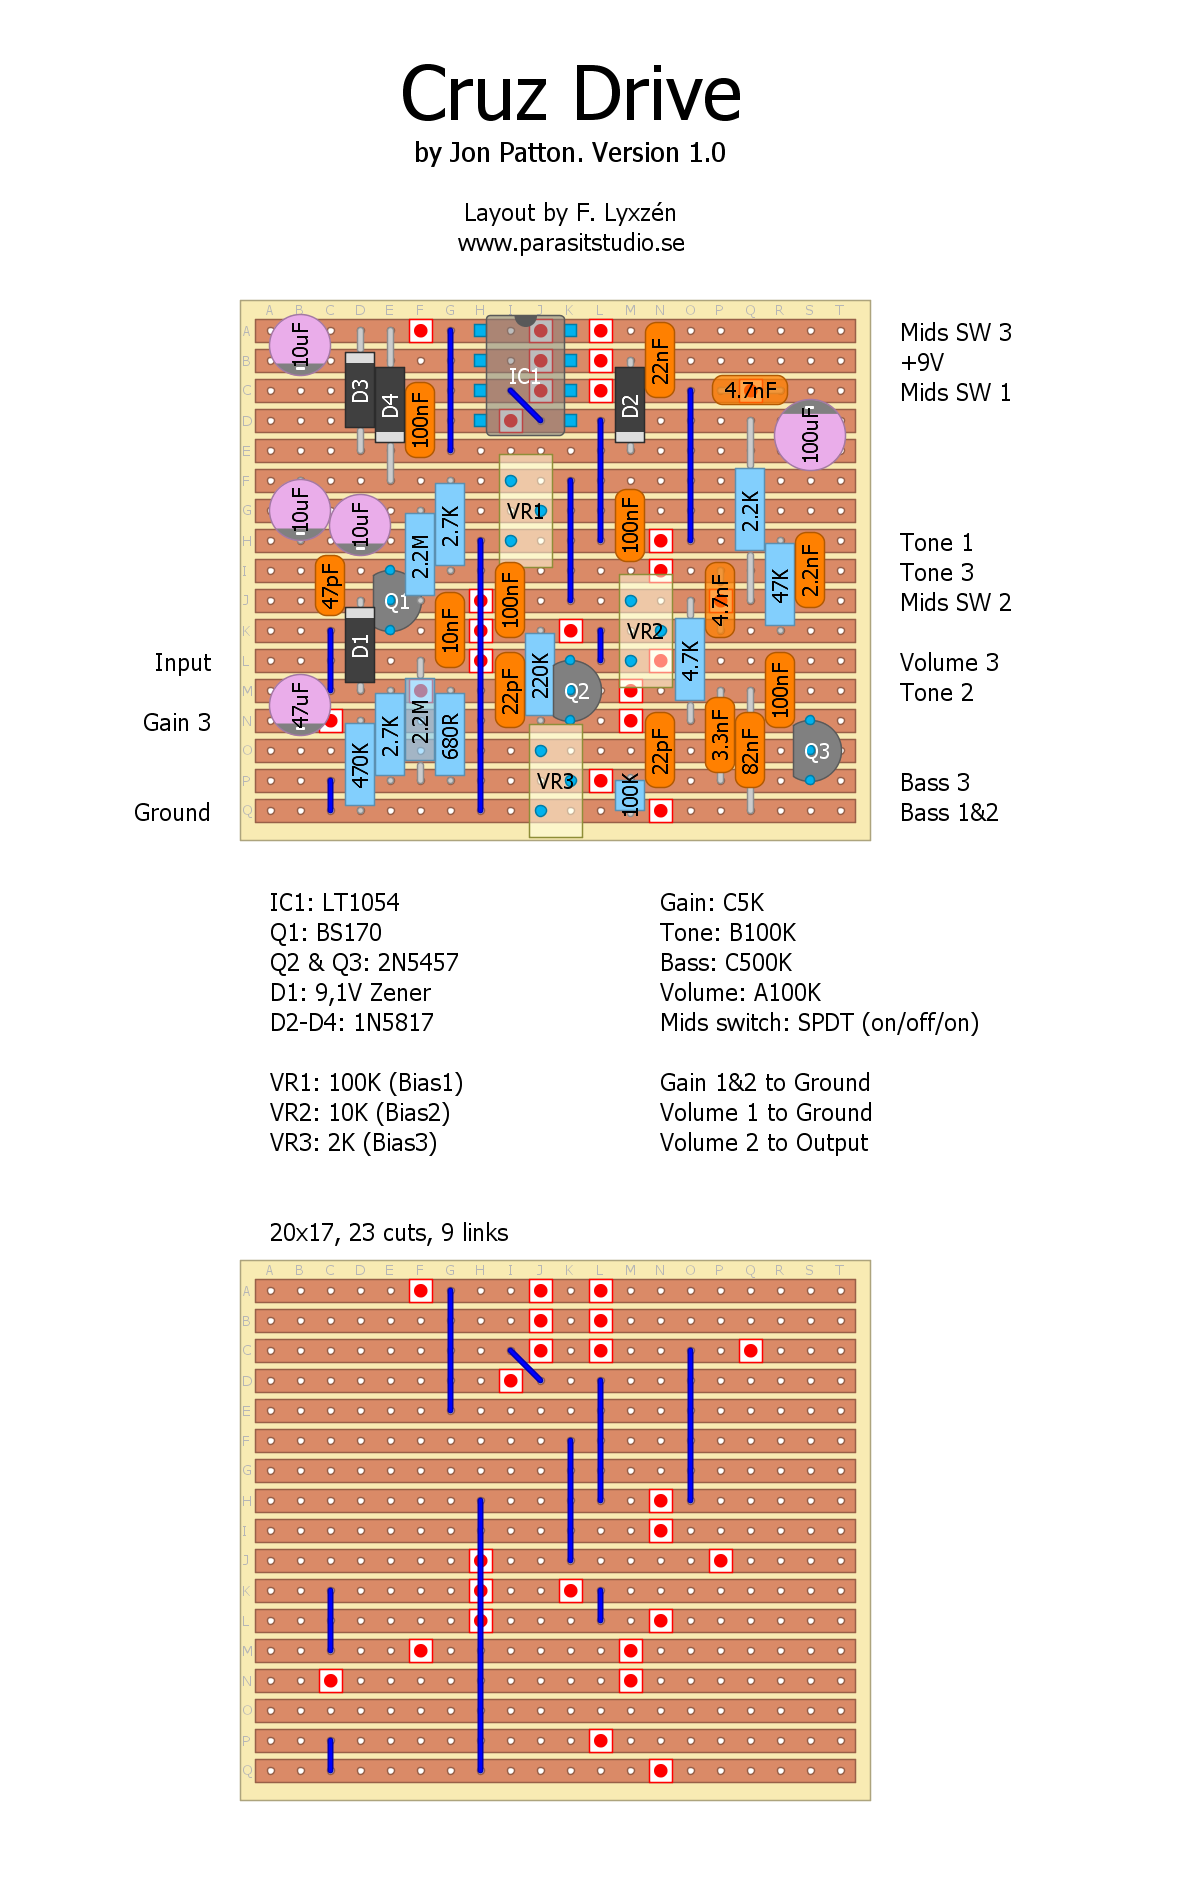 Cruz Drive
by Jon Patton. Version 1.0
Layout by F. Lyxzén
www.parasitstudio.se
A B C D E F G H I J K L M N O P Q R S T
A
B
C
D
E
F
G
H
I
J
K
L
M
N
O
P
Q
10uF
D3
D4
100nF
IC1
D2
22nF
4.7nF
100uF
10uF
10uF
2.2M
2.7K
VR1
100nF
2.2K
47pF
Q1
10nF
100nF
VR2
4.7nF
47K
2.2nF
D1
220K
4.7K
47uF
470K
2.7K
2.2M
680R
22pF
Q2
VR3
100K
22pF
3.3nF
82nF
100nF
Q3
Mids SW 3
+9V
Mids SW 1
Tone 1
Tone 3
Mids SW 2
Input
Volume 3
Tone 2
Gain 3
Bass 3
Ground
Bass 1&2
IC1: LT1054
Q1: BS170
Q2 & Q3: 2N5457
D1: 9,1V Zener
D2-D4: 1N5817
VR1: 100K (Bias1)
VR2: 10K (Bias2)
VR3: 2K (Bias3)
Gain: C5K
Tone: B100K
Bass: C500K
Volume: A100K
Mids switch: SPDT (on/off/on)
Gain 1&2 to Ground
Volume 1 to Ground
Volume 2 to Output
20x17, 23 cuts, 9 links
A B C D E F G H I J K L M N O P Q R S T
A
B
C
D
E
F
G
H
I
J
K
L
M
N
O
P
Q